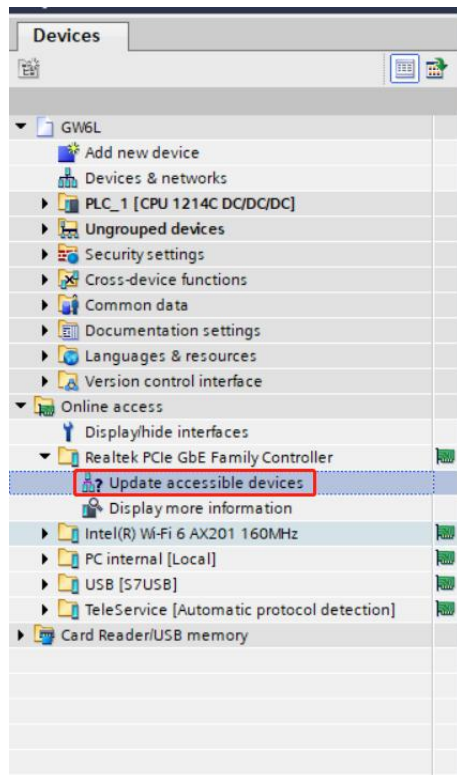 Devices
GW6L
Add new device
Devices & networks
PLC_1 [CPU 1214C DC/DC/DC]
Ungrouped devices
Security settings
Cross-device functions
Common data
Documentation settings
Languages & resources
Version control interface
Online access
Display/hide interfaces
Realtek PCIe GbE Family Controller
Update accessible devices
Display more information
Intel(R) Wi-Fi 6 AX201 160MHz
PC internal [Local]
USB [S7USB]
TeleService [Automatic protocol detection]
Card Reader/USB memory